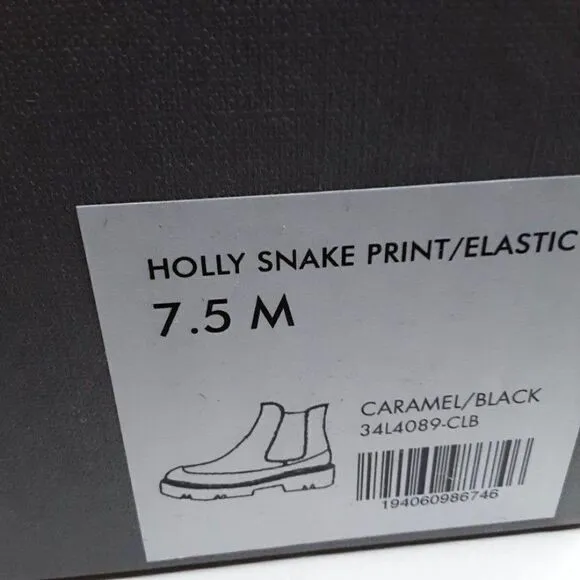 HOLLY SNAKE PRINT/ELASTIC
7.5 M
CARAMEL/BLACK
34L4089-CLB
194060986746